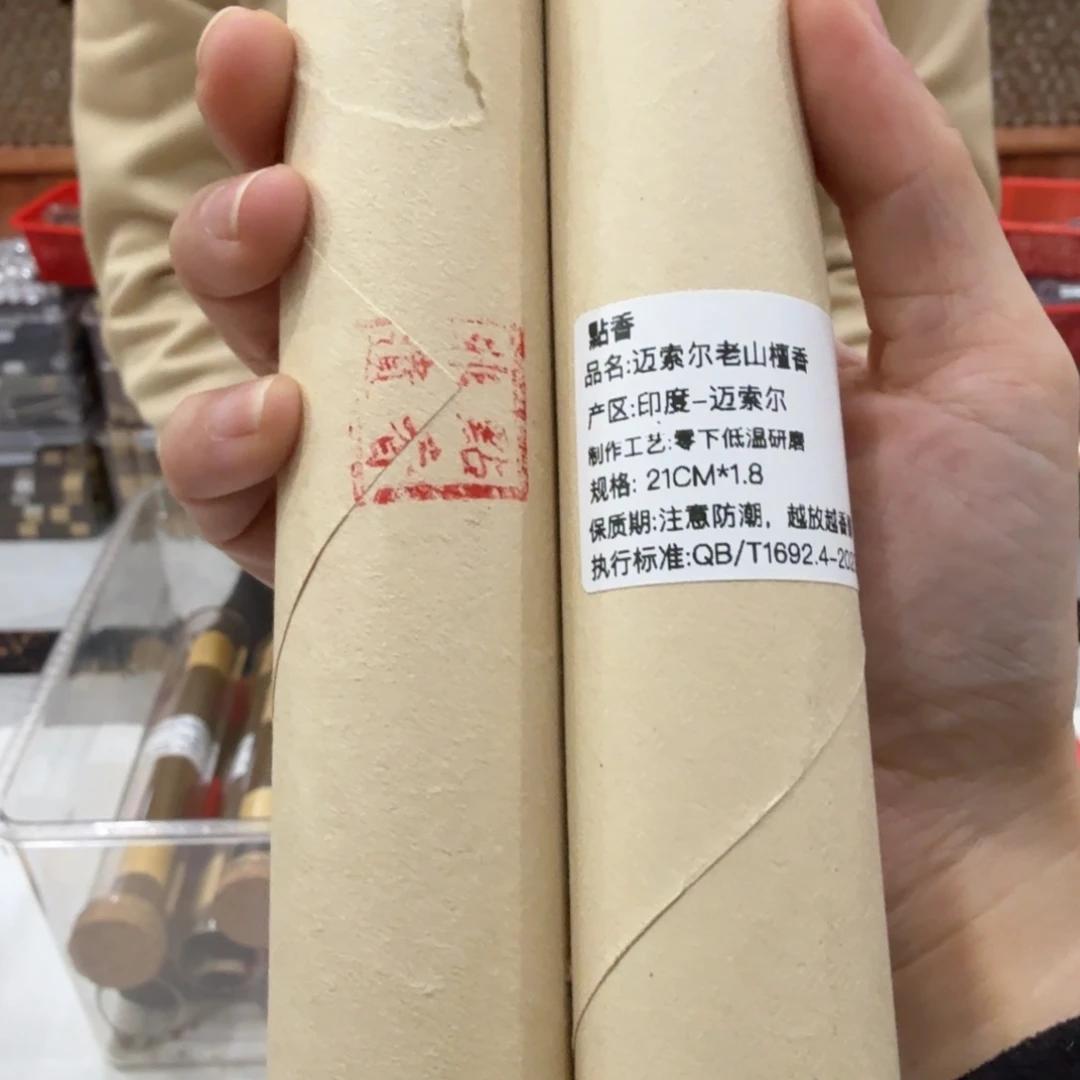 點香
品名:迈索尔老山檀香
产区:印度-迈索尔
制作工艺:零下低温研磨
规格: 21CM*1.8
保质期:注意防潮，越放越香
执行标准:QB/T1692.4-202